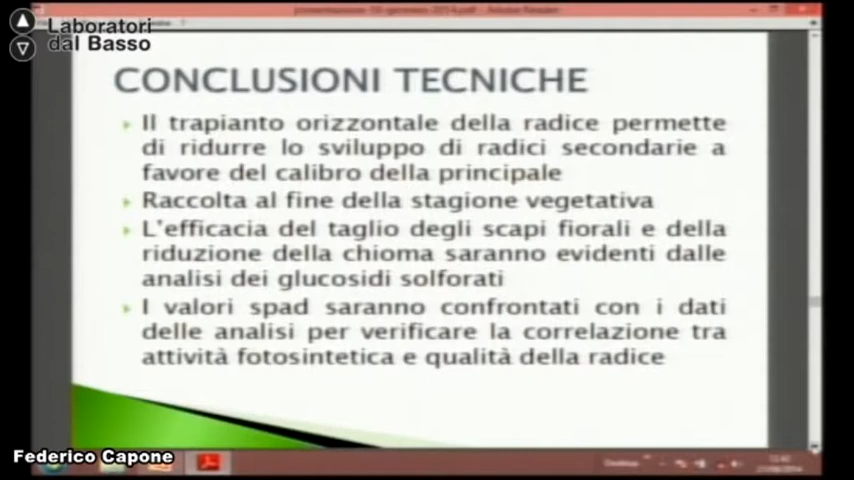 Laboratori
dal Basso
CONCLUSIONI TECNICHE
Il trapianto orizzontale della radice permette
di ridurre lo sviluppo di radici secondarie a
favore del calibro della principale
Raccolta al fine della stagione vegetativa
L'efficacia del taglio degli scapi fiorali e della
riduzione della chioma saranno evidenti dalle
analisi dei glucosidi solforati
I valori spad saranno confrontati con i dati
delle analisi per verificare la correlazione tra
attività fotosintetica e qualità della radice
Federico Capone